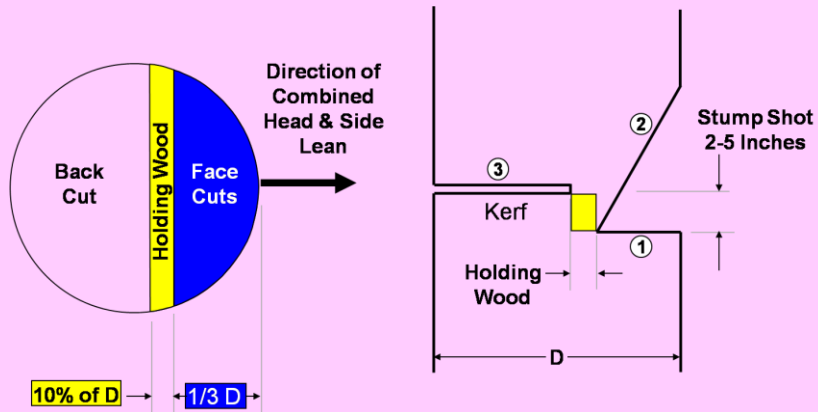 Direction of
Combined
Head & Side
Lean
Back
Cut
Holding Wood
Face
Cuts
10% of D
1/3 D
2
Stump Shot
2-5 Inches
3
Kerf
1
Holding
Wood
D